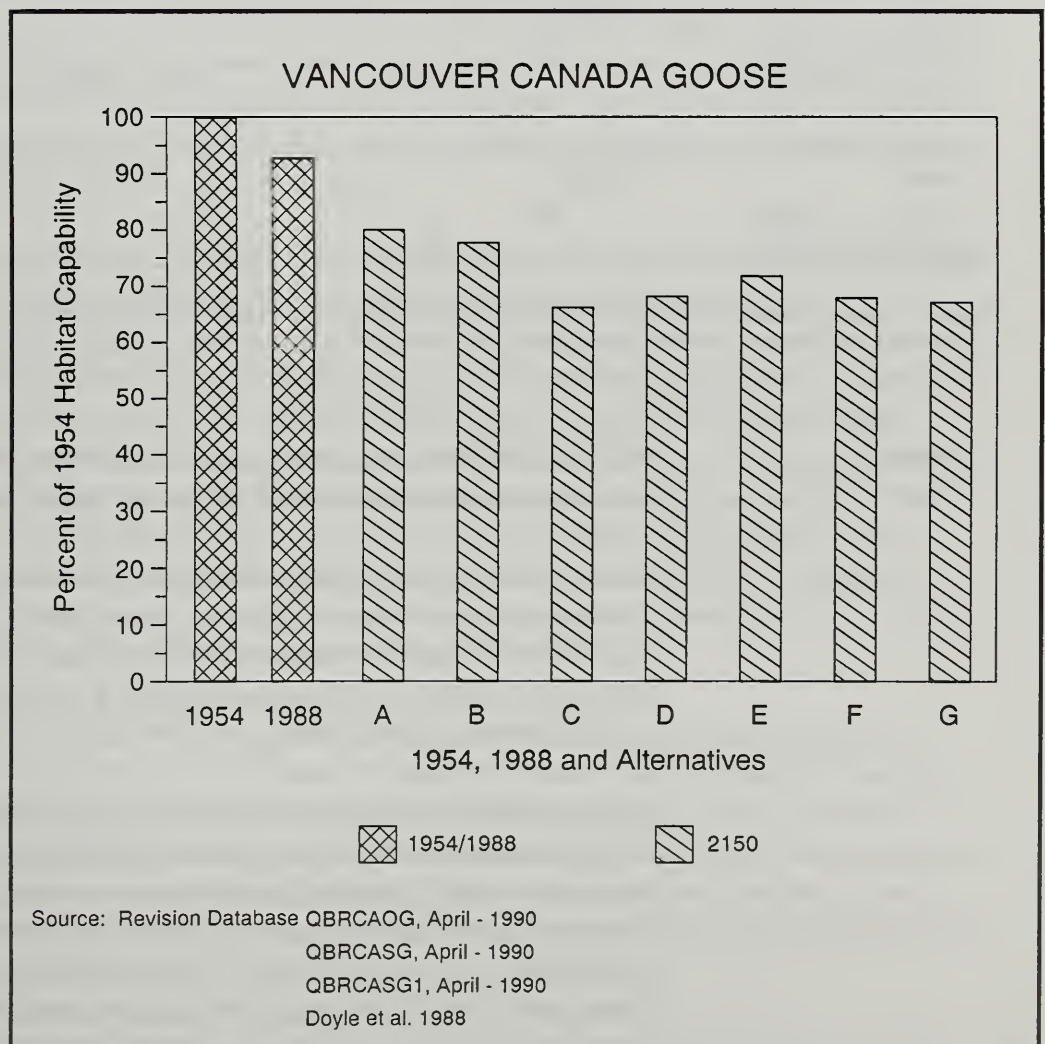 VANCOUVER CANADA GOOSE
Percent of 1954 Habitat Capability
100
90
80
70
60
50
40
30
20
10
0
1954 1988 A B C D E F G
1954, 1988 and Alternatives
1954/1988 2150
Source: Revision Database QBRCAOG, April - 1990
QBRCASG, April - 1990
QBRCASG1, April - 1990
Doyle et al. 1988